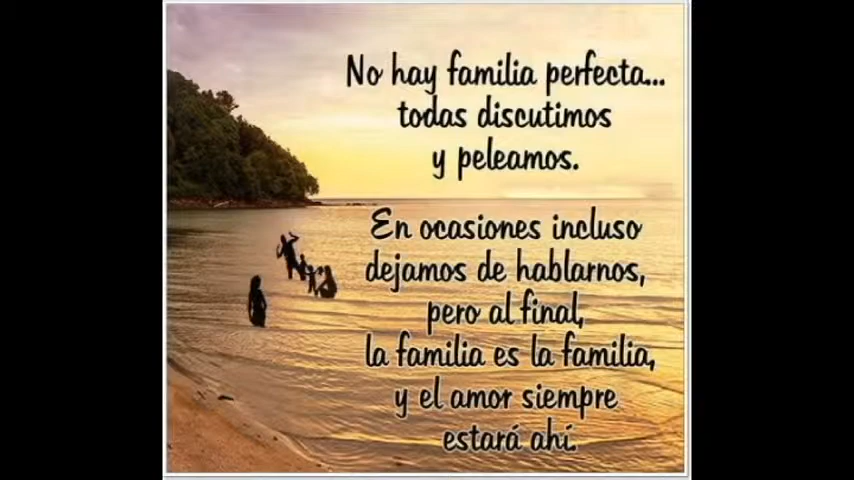 No hay familia perfecta...
todas discutimos
y peleamos.
En ocasiones incluso
dejamos de hablarnos,
pero al final,
la familia es la familia,
y el amor siempre
estará ahí.